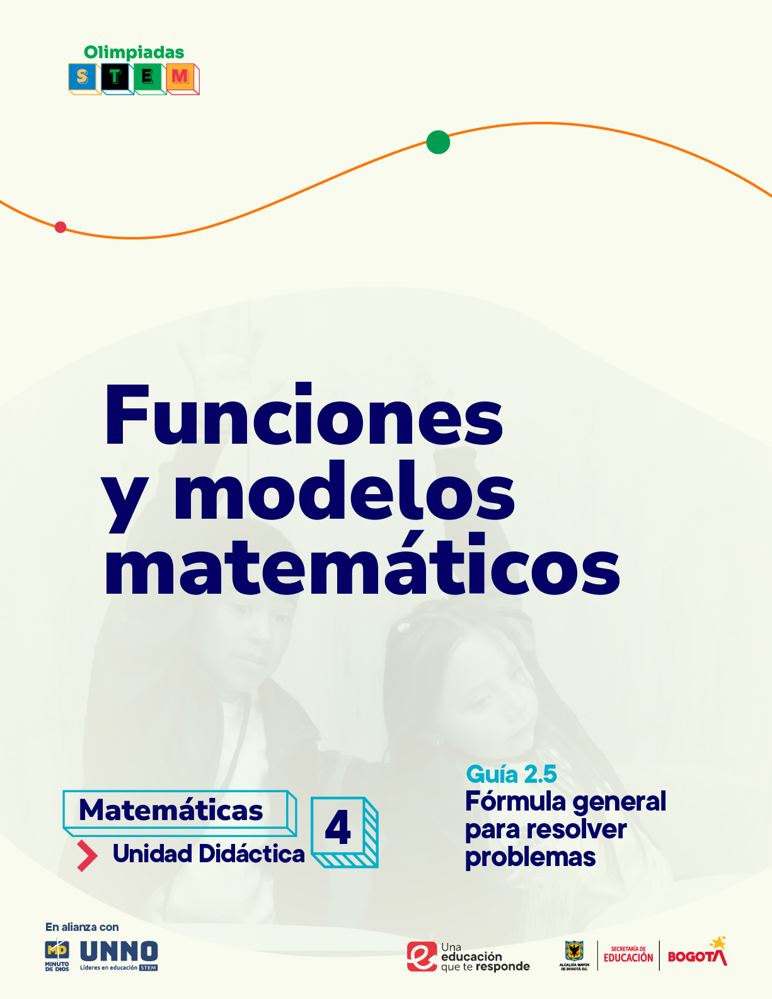 Olimpiadas
STEM
Funciones
y modelos
matemáticos
Guía 2.5
Fórmula general
para resolver
problemas
Matemáticas
4
Unidad Didáctica
En alianza con
MD
MINUTO
DE DIOS
UNNO
Líderes en educación STEM
Una
educación
que te responde
ALCALDÍA MAYOR
DE BOGOTÁ D.C.
SECRETARÍA DE
EDUCACIÓN
BOGOTÁ